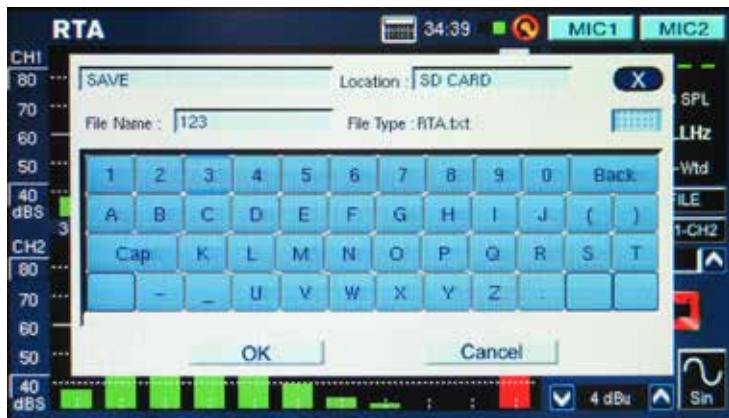 RTA 34:39 MIC1 MIC2
CH1
80
SAVE Location : SD CARD X
70 SPL
File Name : 123 File Type : RTA.txt
60 LHz
50 1 2 3 4 5 6 7 8 9 0 Back -Wtd
40
dBS A B C D E F G H I J ( ) ILE
3 1-CH2
CH2 Cap K L M N O P Q R S T
80
70 - _ U V W X Y Z .
60
50 OK Cancel
40
dBS 4 dBu Sin